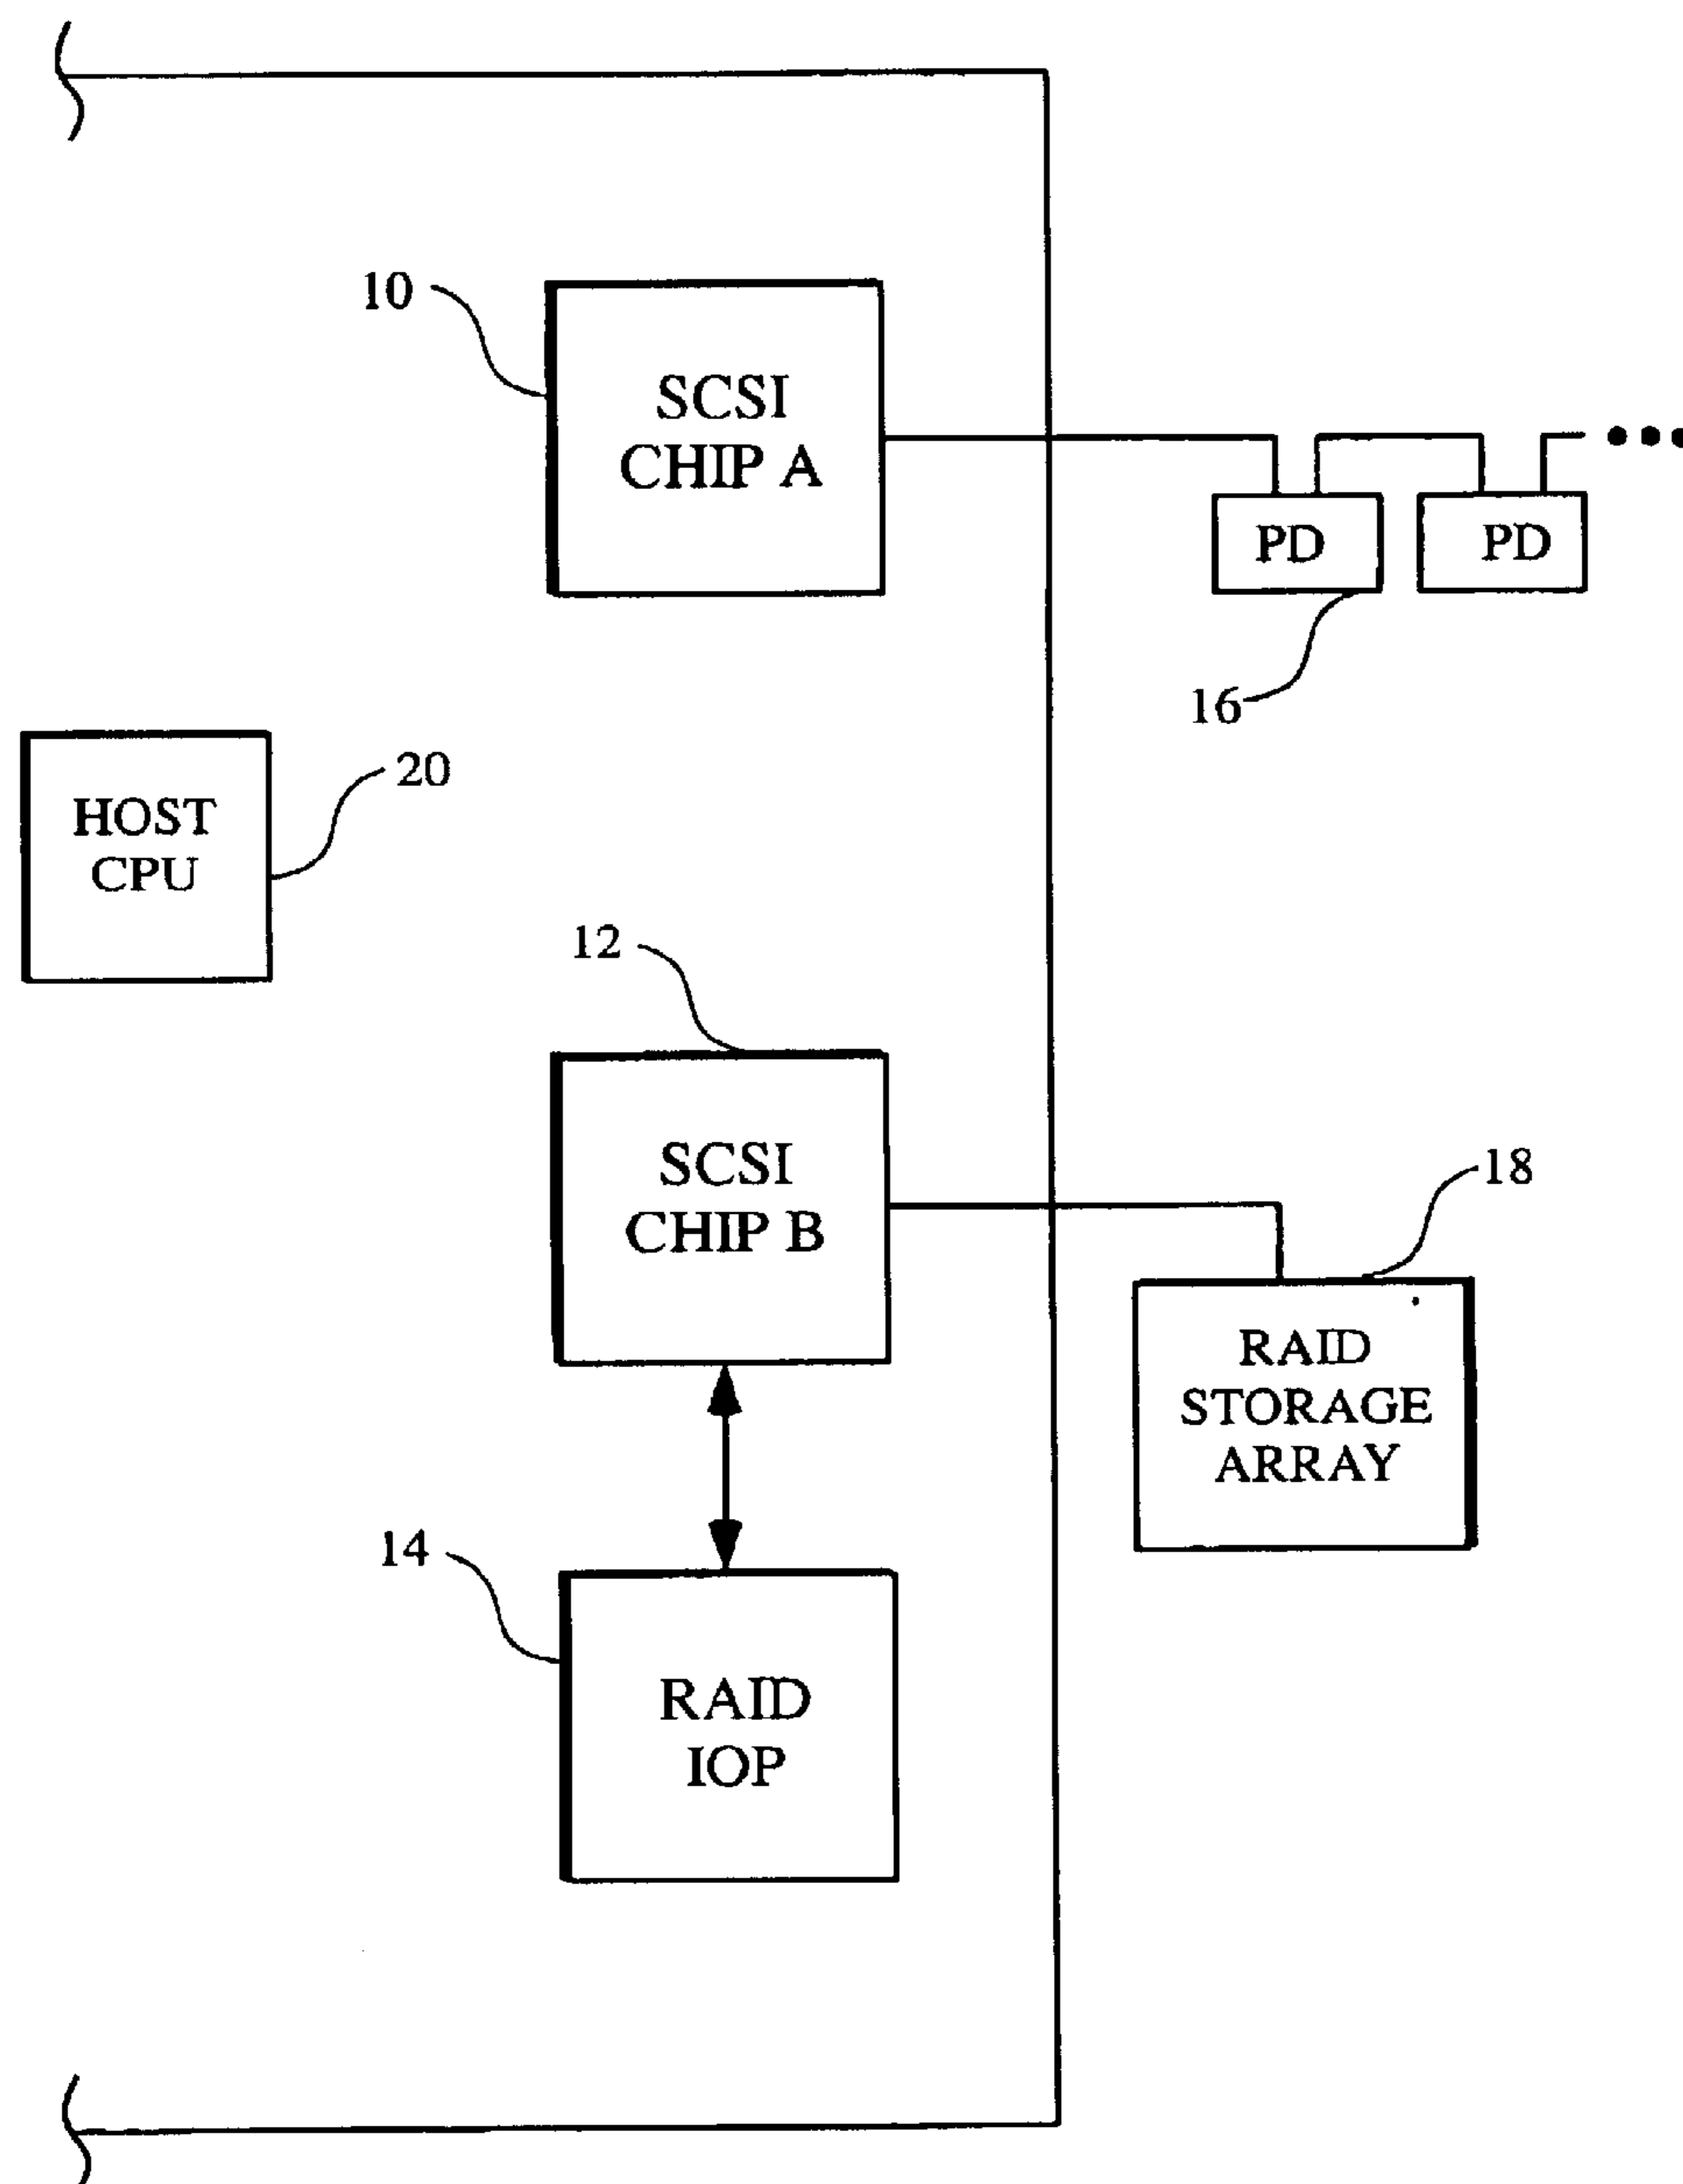 10
SCSI
CHIP A
PD
PD
16
HOST
CPU
20
12
SCSI
CHIP B
18
RAID
STORAGE
ARRAY
14
RAID
IOP